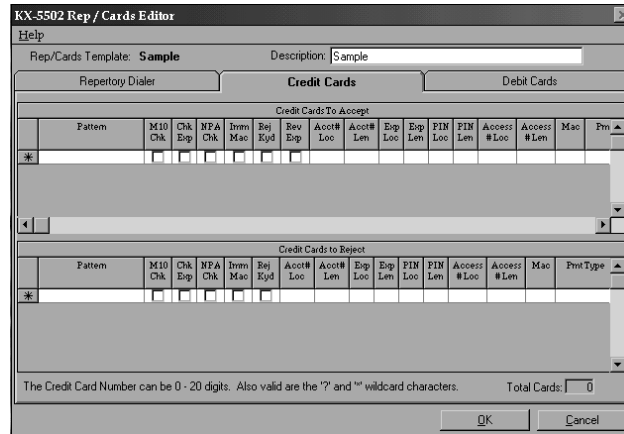 KX-5502 Rep / Cards Editor
Help
Rep/Cards Template: Sample Description: Sample
Repertory Dialer Credit Cards Debit Cards
Credit Cards To Accept
Pattern M10 Chk Chk Exp NPA Chk Imm Mac Rej Kyd Rev Exp Acct# Loc Acct# Len Exp Loc Exp Len PIN Loc PIN Len Access #Loc Access #Len Mac Pm
Credit Cards to Reject
Pattern M10 Chk Chk Exp NPA Chk Imm Mac Rej Kyd Acct# Loc Acct# Len Exp Loc Exp Len PIN Loc PIN Len Access #Loc Access #Len Mac PmtType
The Credit Card Number can be 0 - 20 digits. Also valid are the '?' and '*' wildcard characters. Total Cards: 0
OK Cancel